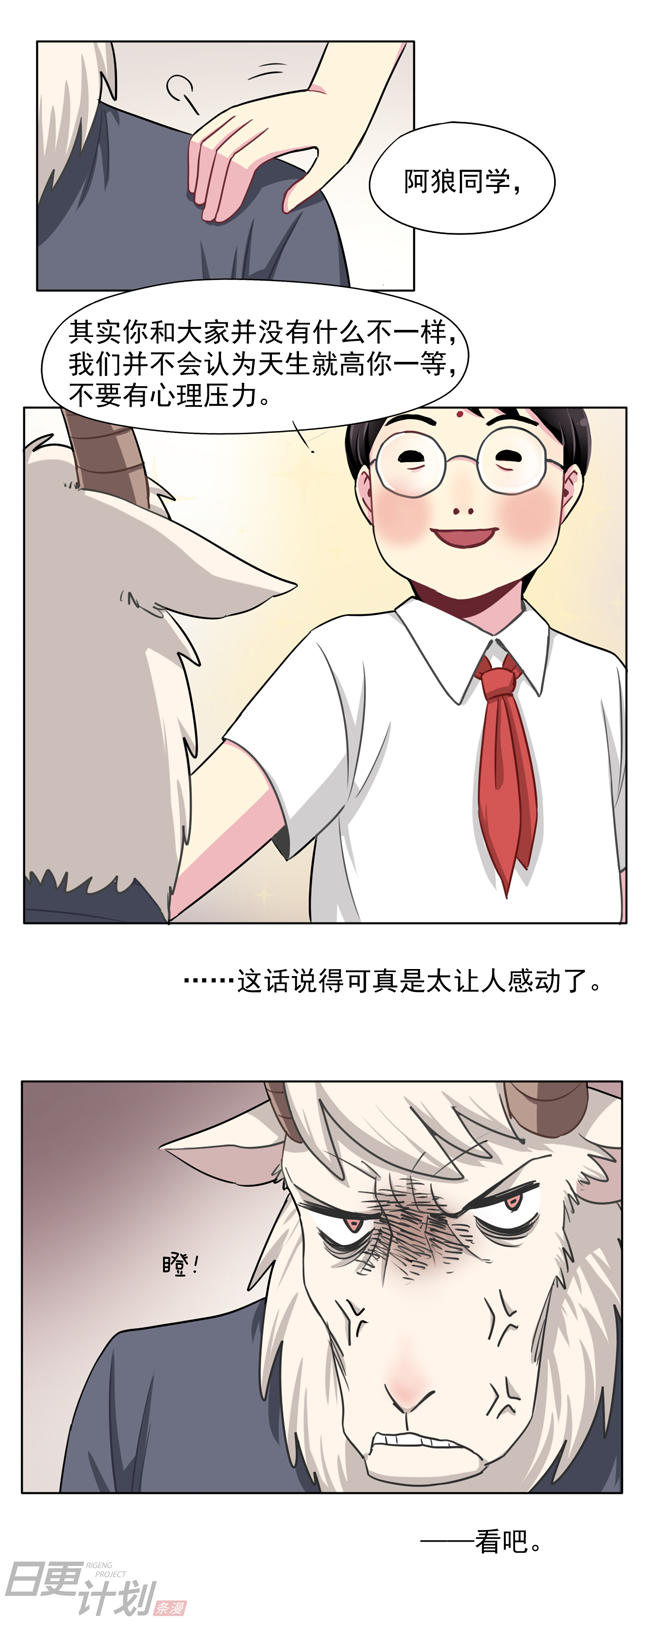 阿狼同学，
其实你和大家并没有什么不一样，
我们并不会认为天生就高你一等，
不要有心理压力。
……这话说得可真是太让人感动了。
瞪！
——看吧。
日更
RIGENG
PROJECT
计划
条漫